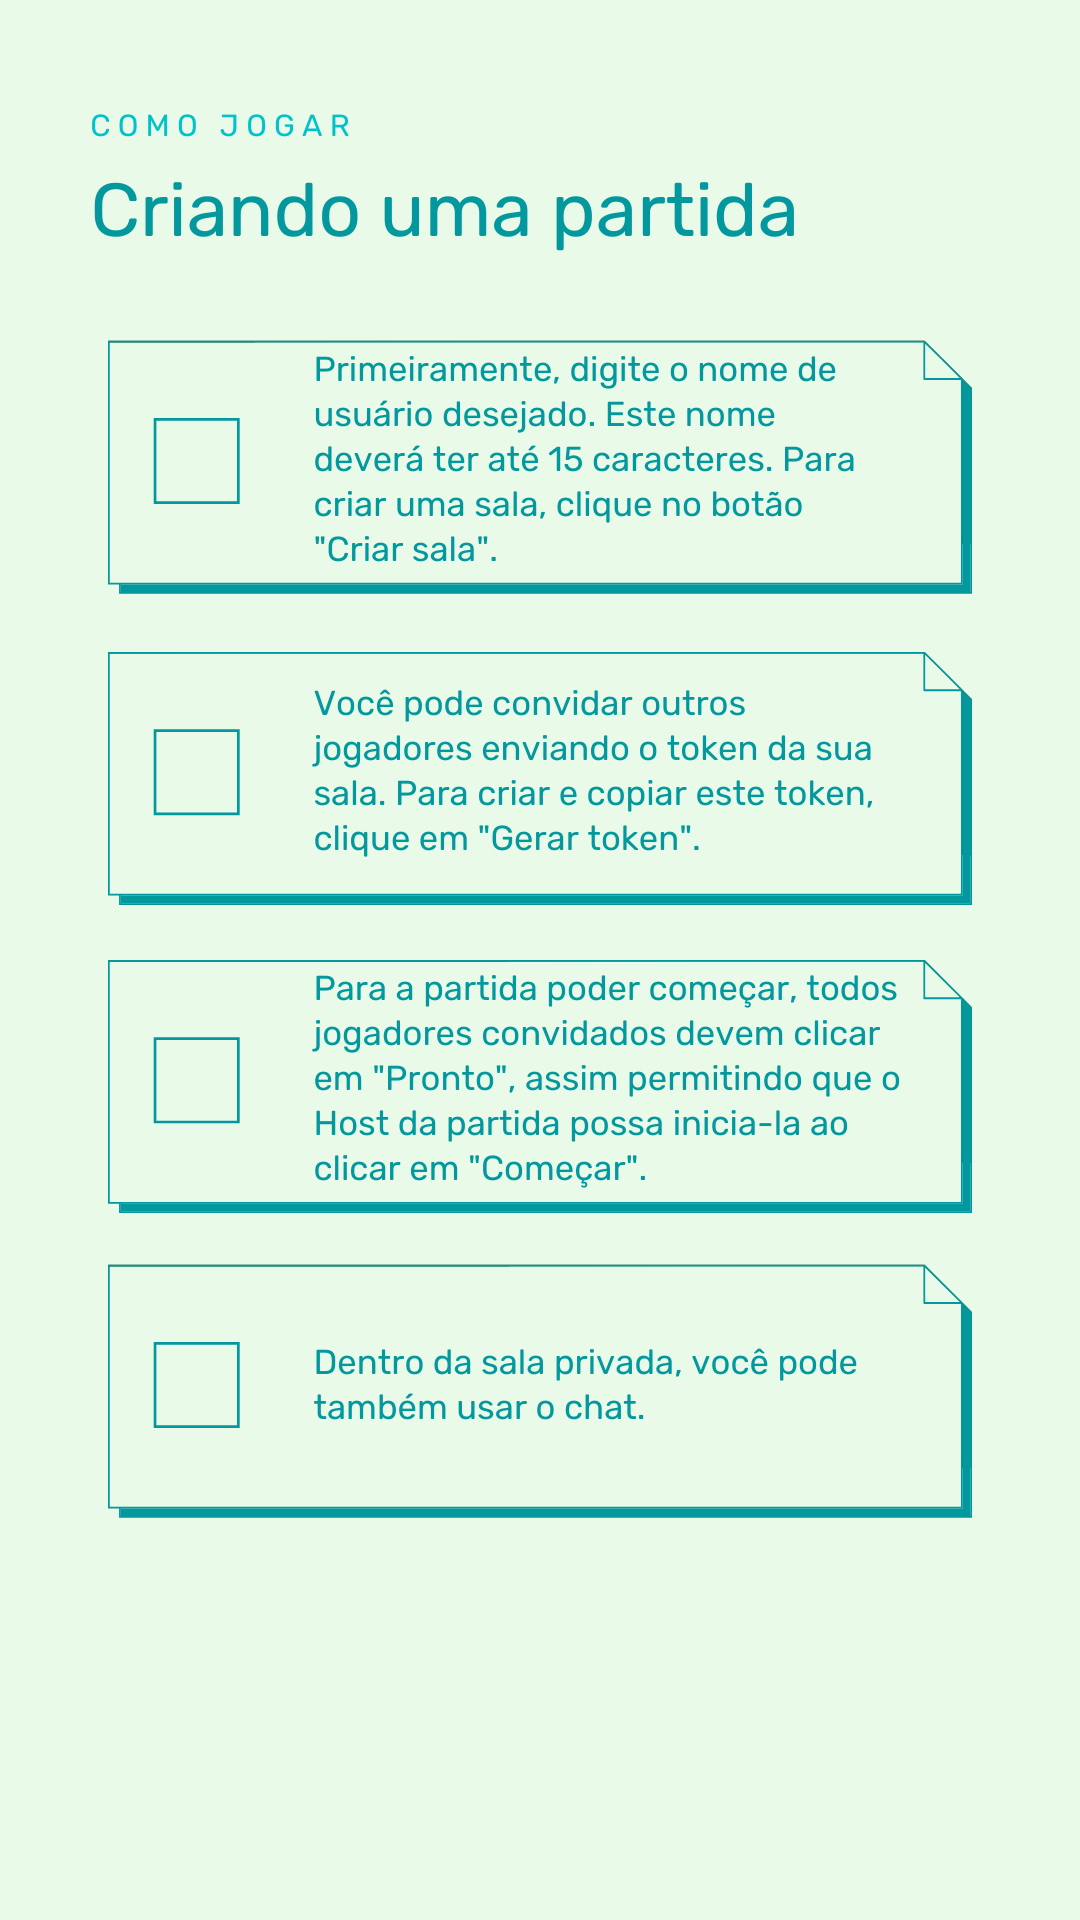 COMO JOGAR
Criando uma partida
Primeiramente, digite o nome de
usuário desejado. Este nome
deverá ter até 15 caracteres. Para
criar uma sala, clique no botão
"Criar sala".
Você pode convidar outros
jogadores enviando o token da sua
sala. Para criar e copiar este token,
clique em "Gerar token".
Para a partida poder começar, todos
jogadores convidados devem clicar
em "Pronto", assim permitindo que o
Host da partida possa inicia-la ao
clicar em "Começar".
Dentro da sala privada, você pode
também usar o chat.